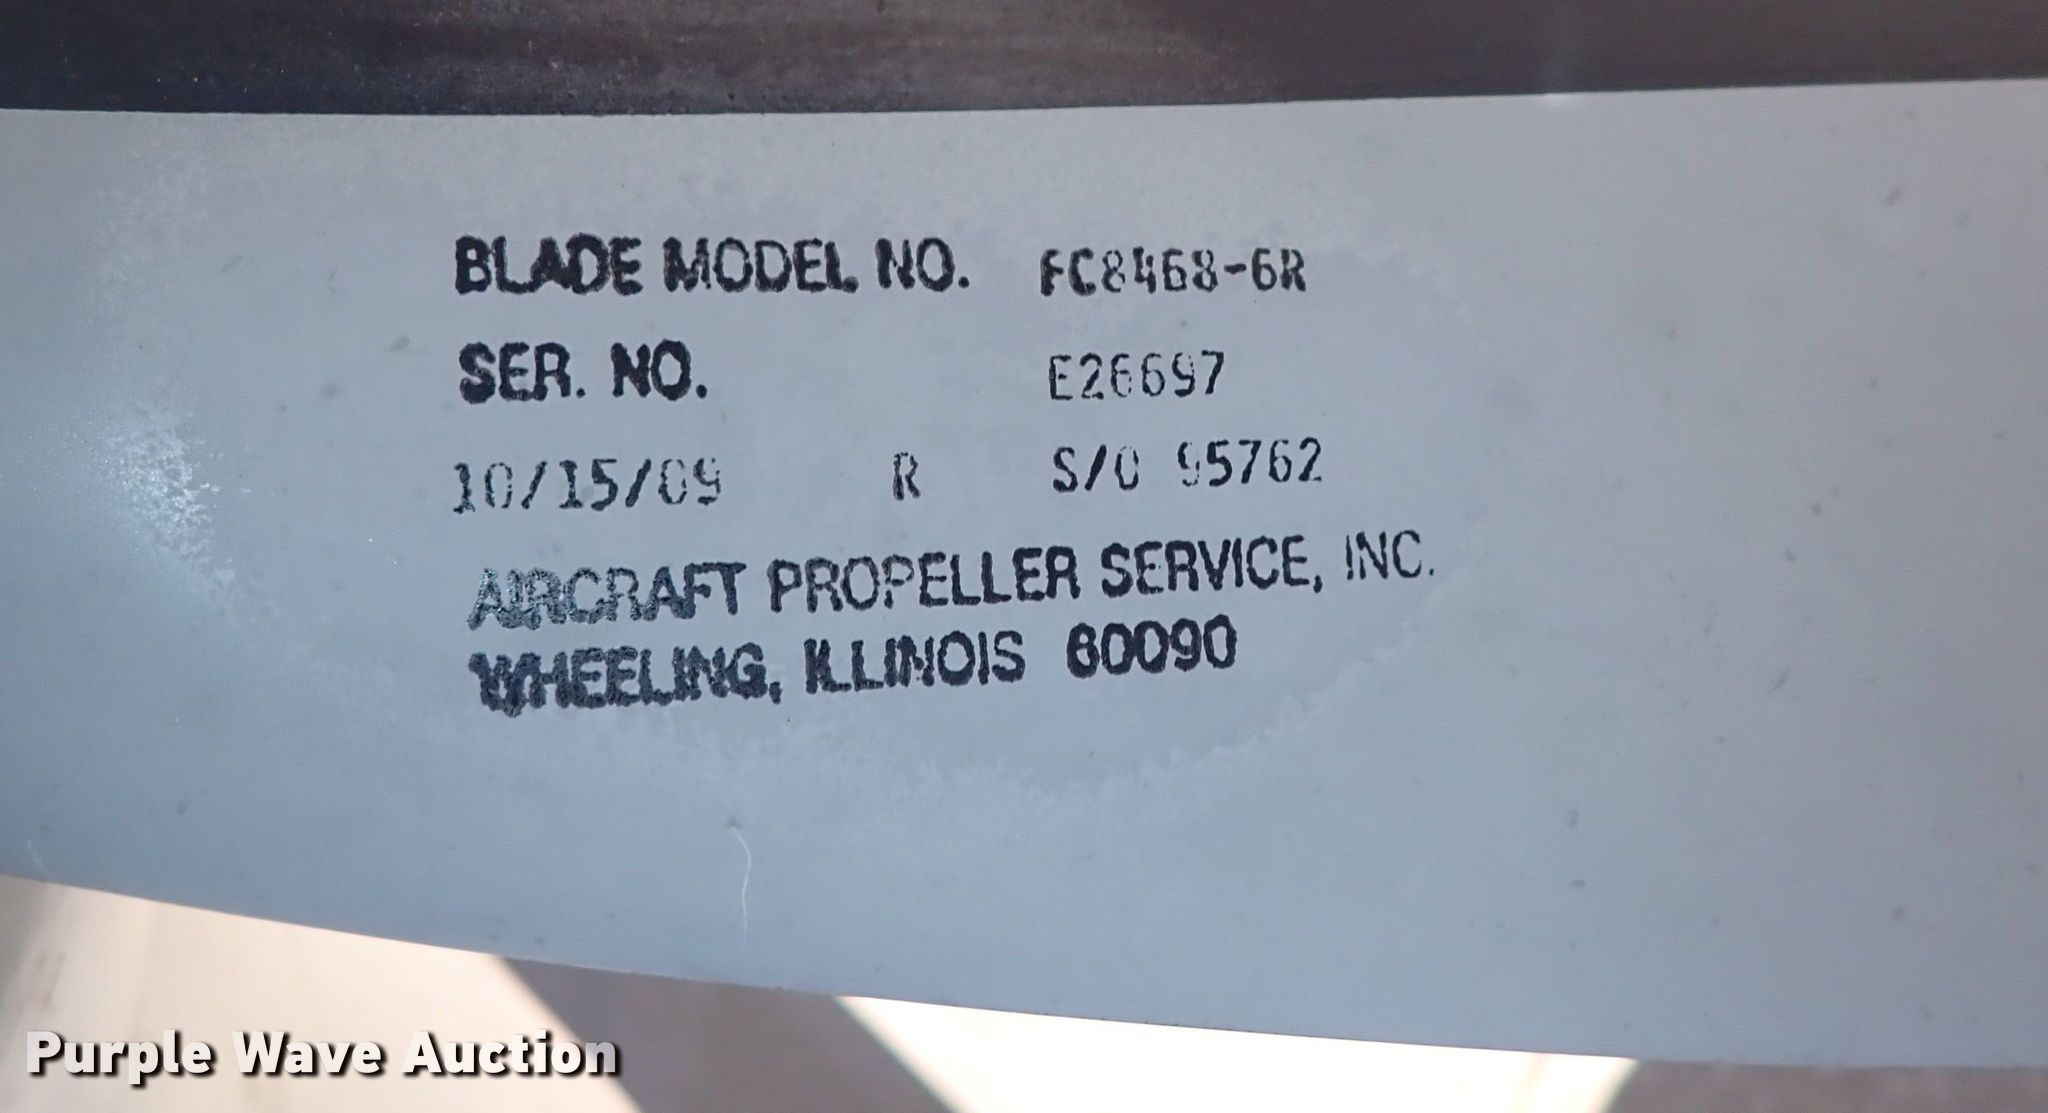 BLADE MODEL NO. FC8468-6R
SER. NO. E26697
10/15/09 R S/O 95762
AIRCRAFT PROPELLER SERVICE, INC.
WHEELING, ILLINOIS 60090
Purple Wave Auction